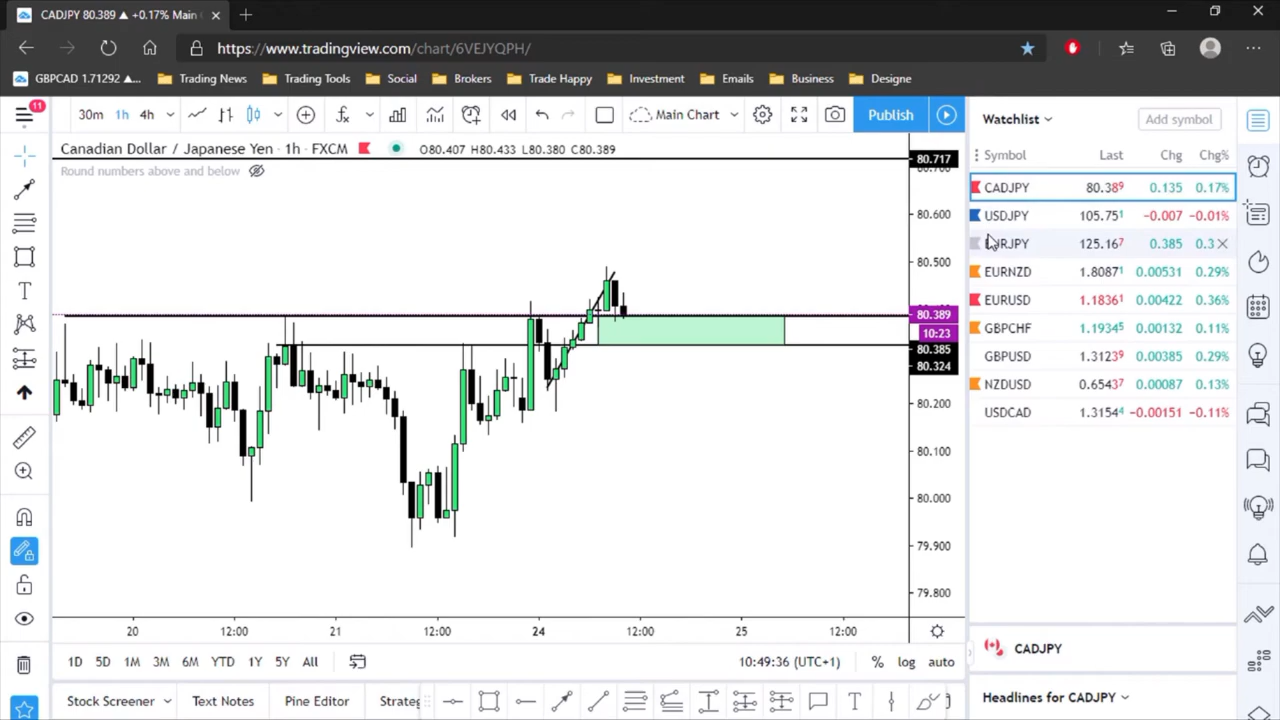 CADJPY 80.389 ▲ +0.17% Main
https://www.tradingview.com/chart/6VEJYQPH/
GBPCAD 1.71292 ▲... Trading News Trading Tools Social Brokers Trade Happy Investment Emails Business Designe
11
30m 1h 4h Main Chart Publish
Watchlist Add symbol
Canadian Dollar / Japanese Yen · 1h · FXCM O80.407 H80.433 L80.380 C80.389
Round numbers above and below
Symbol Last Chg Chg%
CADJPY 80.389 0.135 0.17%
USDJPY 105.751 −0.007 −0.01%
URJPY 125.167 0.385 0.3
EURNZD 1.80871 0.00531 0.29%
EURUSD 1.18361 0.00422 0.36%
GBPCHF 1.19345 0.00132 0.11%
GBPUSD 1.31239 0.00385 0.29%
NZDUSD 0.65437 0.00087 0.13%
USDCAD 1.31544 −0.00151 −0.11%
80.717
80.600
80.500
80.389
10:23
80.385
80.324
80.200
80.100
80.000
79.900
79.800
20 12:00 21 12:00 24 12:00 25 12:00
1D 5D 1M 3M 6M YTD 1Y 5Y All 10:49:36 (UTC+1) % log auto
CADJPY
Stock Screener Text Notes Pine Editor Strateg
Headlines for CADJPY